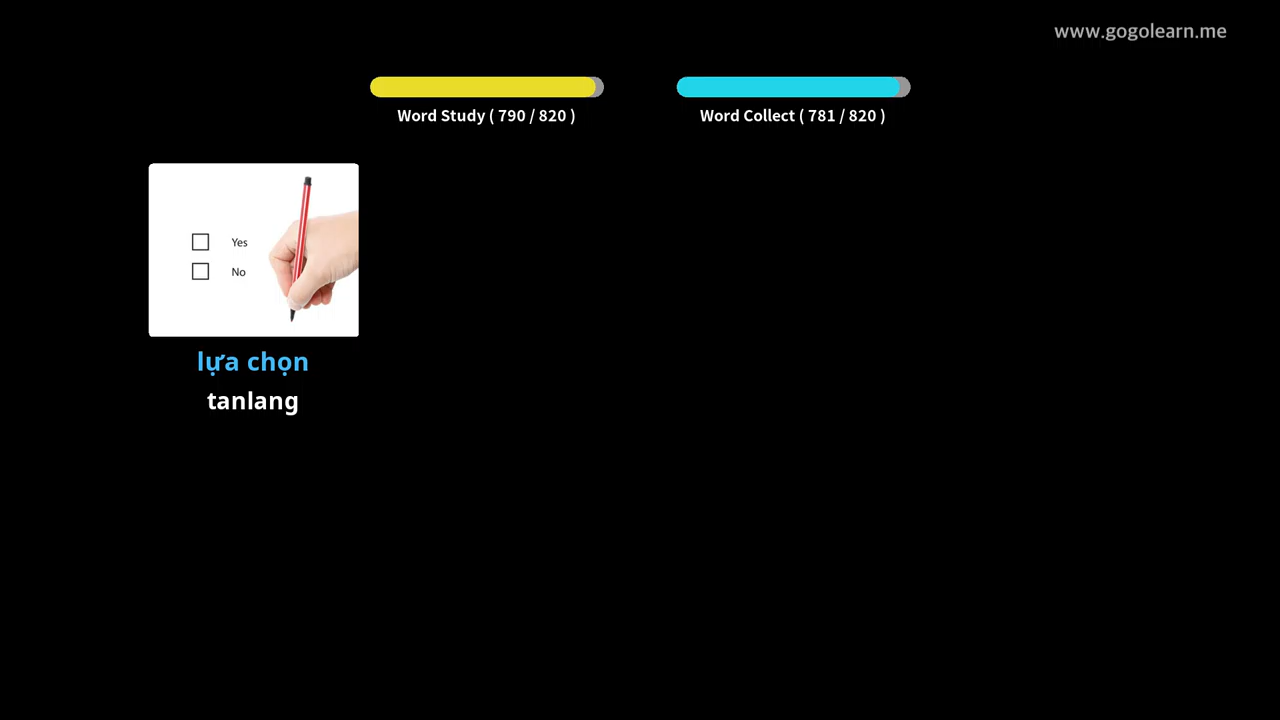 www.gogolearn.me
Word Study ( 790 / 820 )
Word Collect ( 781 / 820 )
Yes
No
lựa chọn
tanlang